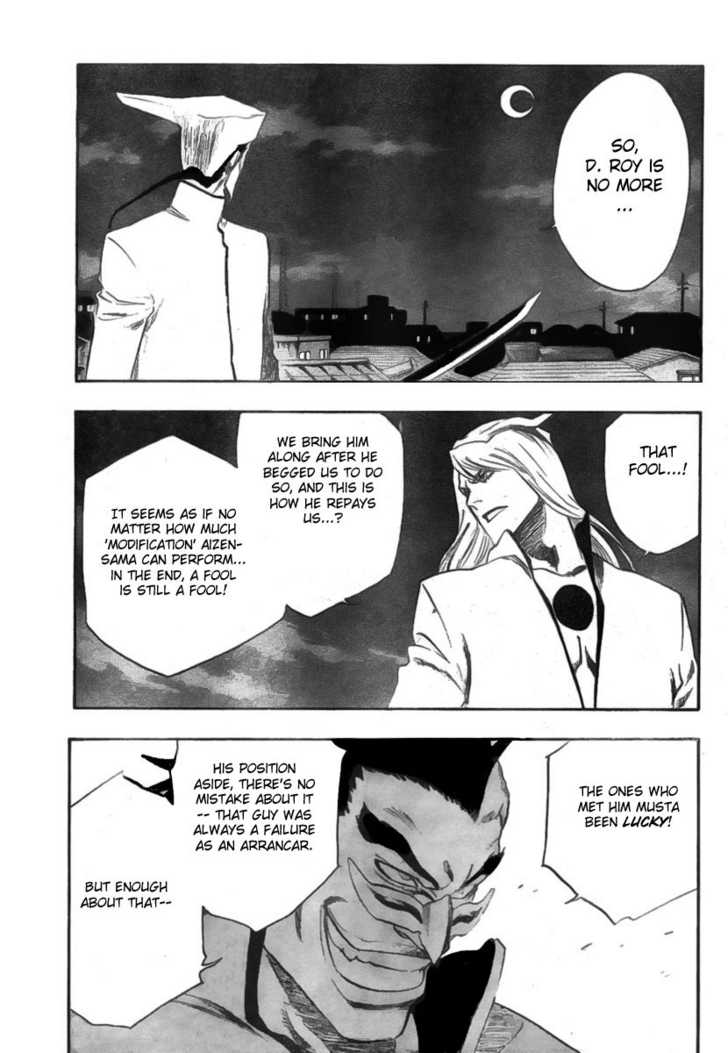 SO,
D. ROY IS
NO MORE
...
THAT
FOOL...!
WE BRING HIM
ALONG AFTER HE
BEGGED US TO DO
SO, AND THIS IS
HOW HE REPAYS
US...?
IT SEEMS AS IF NO
MATTER HOW MUCH
'MODIFICATION' AIZEN-
SAMA CAN PERFORM...
IN THE END, A FOOL
IS STILL A FOOL!
THE ONES WHO
MET HIM MUSTA
BEEN LUCKY!
HIS POSITION
ASIDE, THERE'S NO
MISTAKE ABOUT IT
-- THAT GUY WAS
ALWAYS A FAILURE
AS AN ARRANCAR.
BUT ENOUGH
ABOUT THAT--